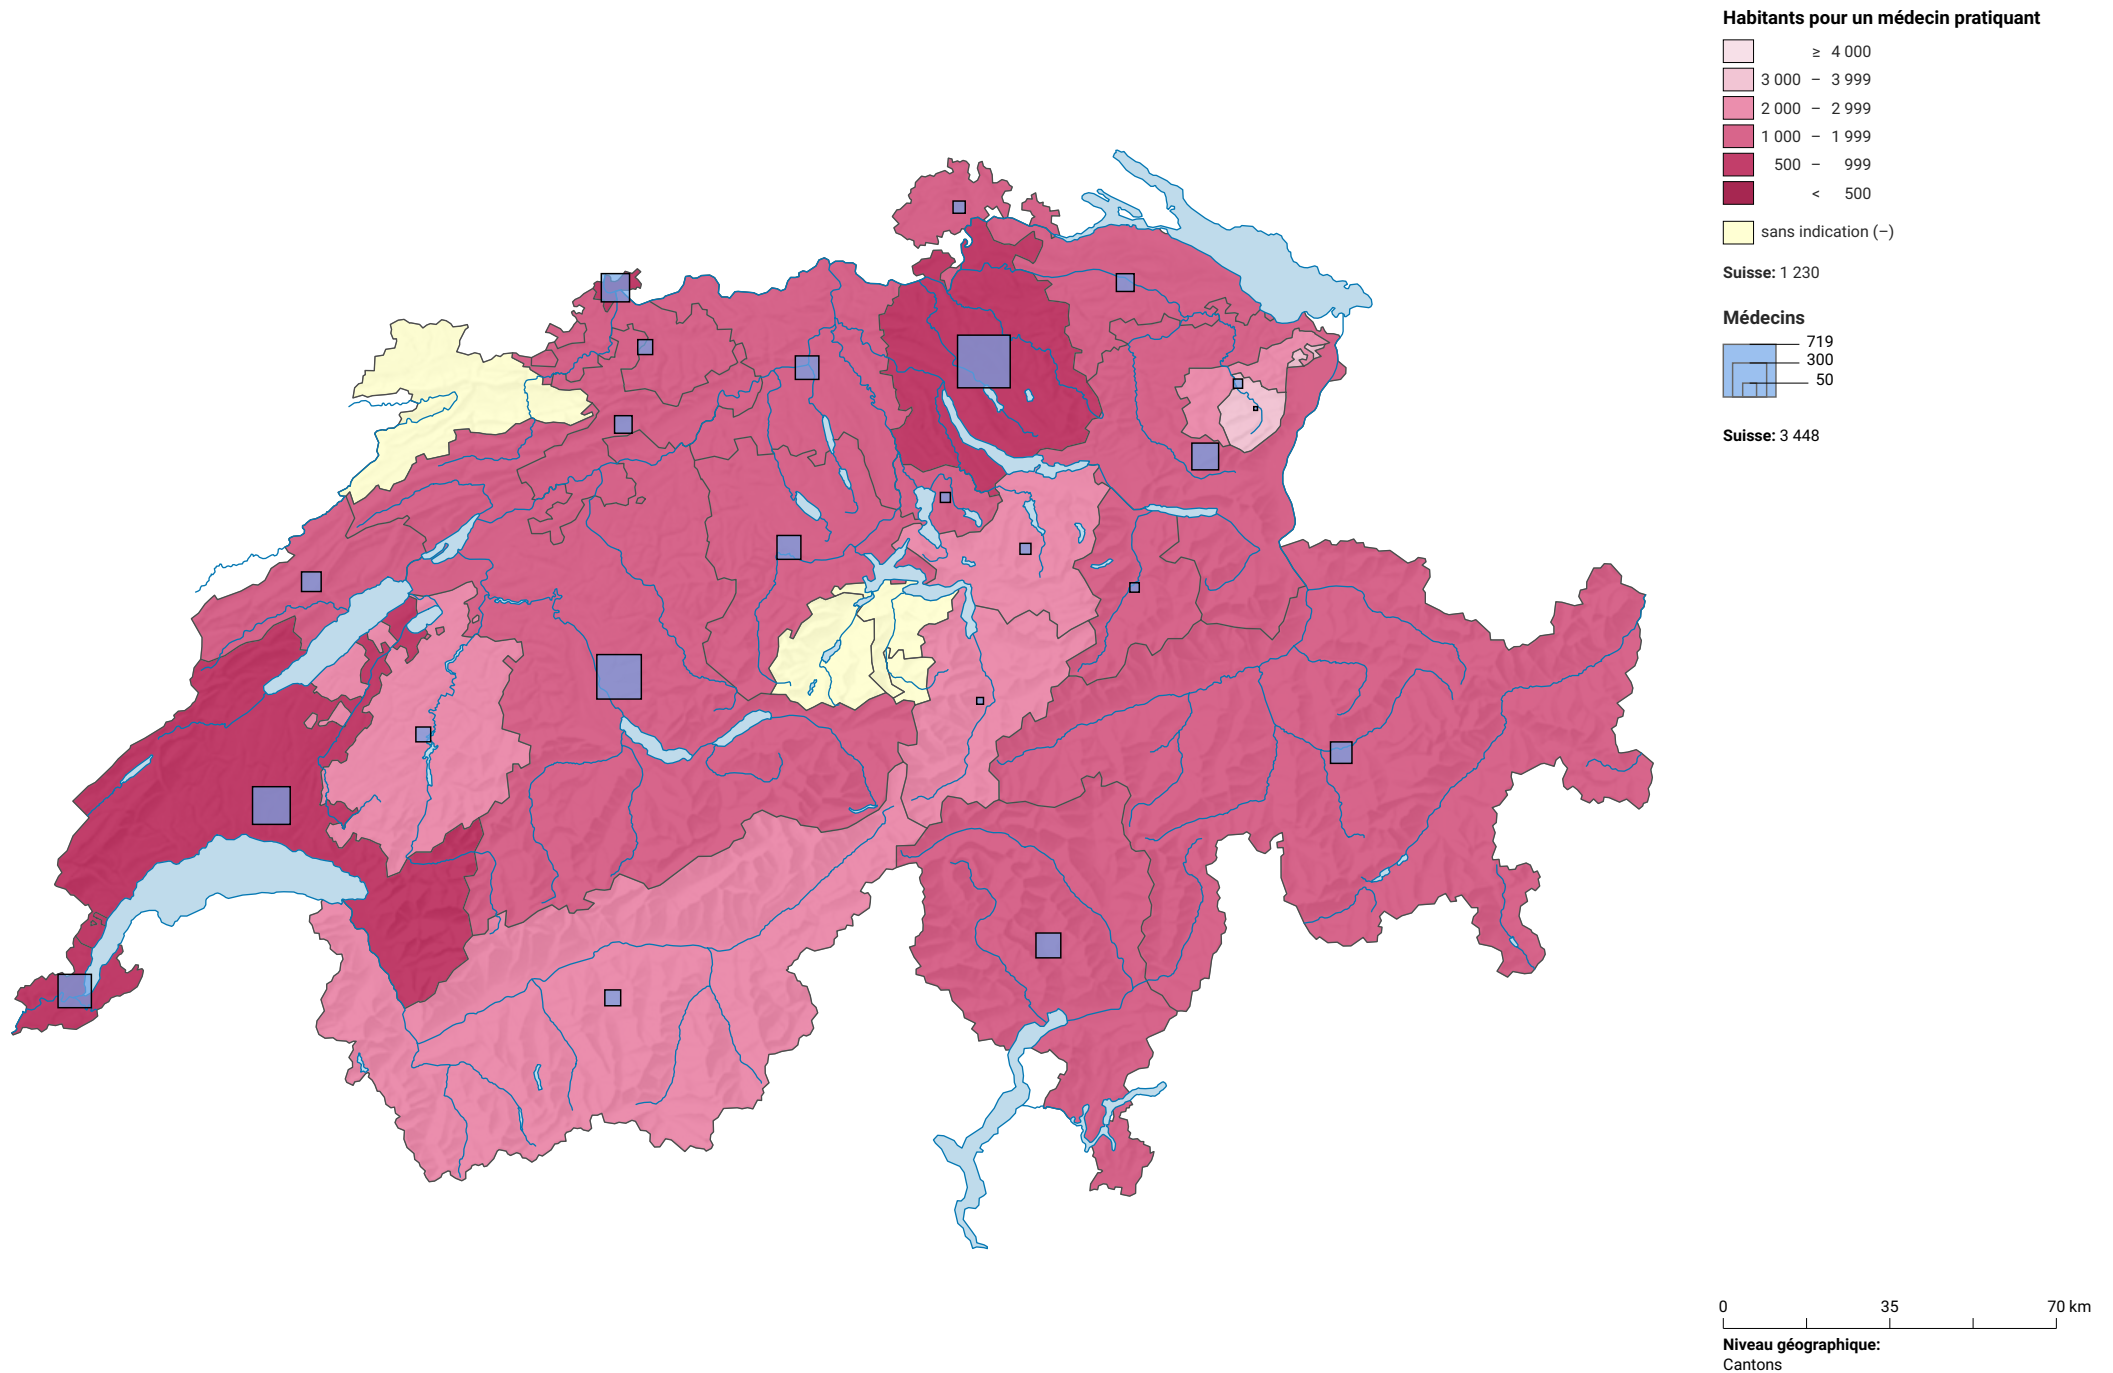 Habitants pour un médecin pratiquant
≥ 4 000
3 000 – 3 999
2 000 – 2 999
1 000 – 1 999
500 – 999
< 500
sans indication (–)
Suisse: 1 230
Médecins
719
300
50
Suisse: 3 448
0 35 70 km
Niveau géographique:
Cantons